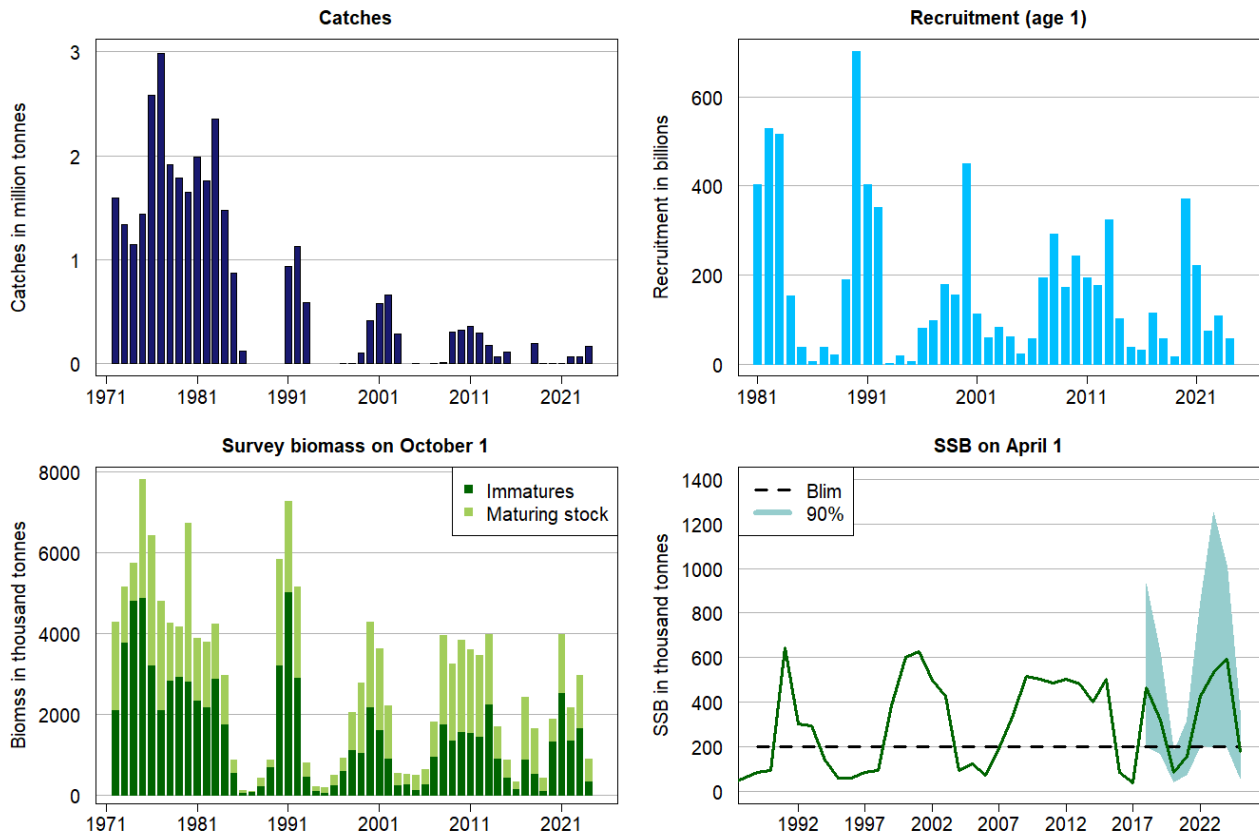 Catches
Catches in million tonnes
3
2
1
0
1971 1981 1991 2001 2011 2021
Recruitment (age 1)
Recruitment in billions
600
400
200
0
1981 1991 2001 2011 2021
Survey biomass on October 1
Biomss in thousand tonnes
8000
6000
4000
2000
0
Immatures
Maturing stock
1971 1981 1991 2001 2011 2021
SSB on April 1
SSB in thousand tonnes
1400
1200
1000
800
600
400
200
0
Blim
90%
1992 1997 2002 2007 2012 2017 2022